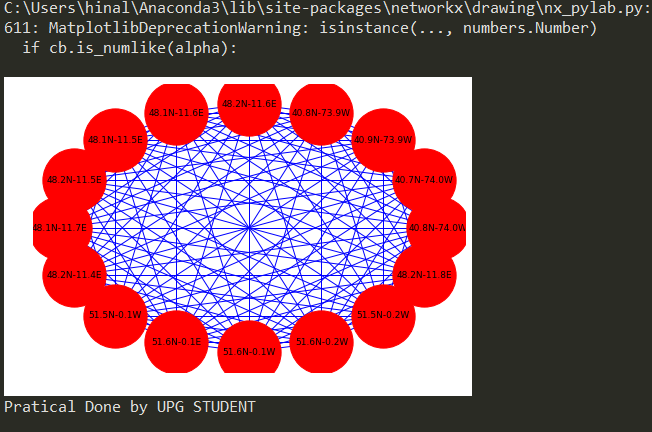 C:\Users\hinal\Anaconda3\lib\site-packages\networkx\drawing\nx_pylab.py:
611: MatplotlibDeprecationWarning: isinstance(..., numbers.Number)
  if cb.is_numlike(alpha):
48.2N-11.6E
48.1N-11.6E
40.8N-73.9W
48.1N-11.5E
40.9N-73.9W
48.2N-11.5E
40.7N-74.0W
48.1N-11.7E
40.8N-74.0W
48.2N-11.4E
48.2N-11.8E
51.5N-0.1W
51.5N-0.2W
51.6N-0.1E
51.6N-0.2W
51.6N-0.1W
Pratical Done by UPG STUDENT